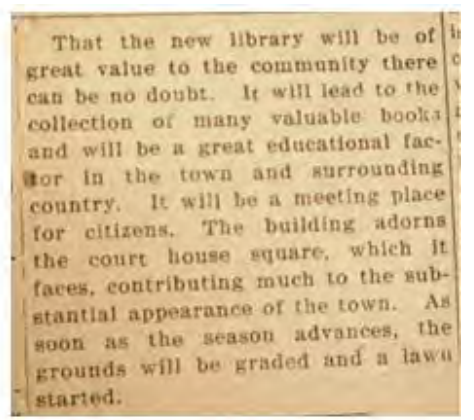 That the new library will be of
great value to the community there
can be no doubt. It will lead to the
collection of many valuable books
and will be a great educational fac-
tor in the town and surrounding
country. It will be a meeting place
for citizens. The building adorns
the court house square, which it
faces, contributing much to the sub-
stantial appearance of the town. As
soon as the season advances, the
grounds will be graded and a lawn
started.